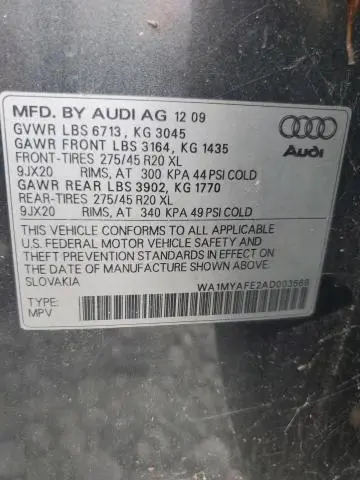 MFD. BY AUDI AG 12 09
GVWR LBS 6713, KG 3045
GAWR FRONT LBS 3164, KG 1435
FRONT-TIRES 275/45 R20 XL
9JX20 RIMS, AT 300 KPA 44 PSI COLD
GAWR REAR LBS 3902, KG 1770
REAR-TIRES 275/45 R20 XL
9JX20 RIMS, AT 340 KPA 49 PSI COLD
Audi
THIS VEHICLE CONFORMS TO ALL APPLICABLE
U.S. FEDERAL MOTOR VEHICLE SAFETY AND
THEFT PREVENTION STANDARDS IN EFFECT ON
THE DATE OF MANUFACTURE SHOWN ABOVE.
SLOVAKIA
WA1MYAFE2AD003568
TYPE:
MPV